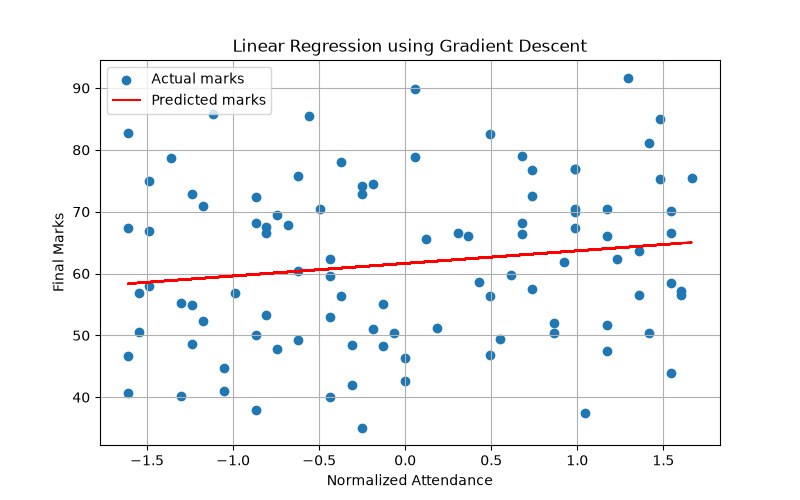 Linear Regression using Gradient Descent
Actual marks
Predicted marks
90
80
70
60
50
40
Final Marks
−1.5 −1.0 −0.5 0.0 0.5 1.0 1.5
Normalized Attendance